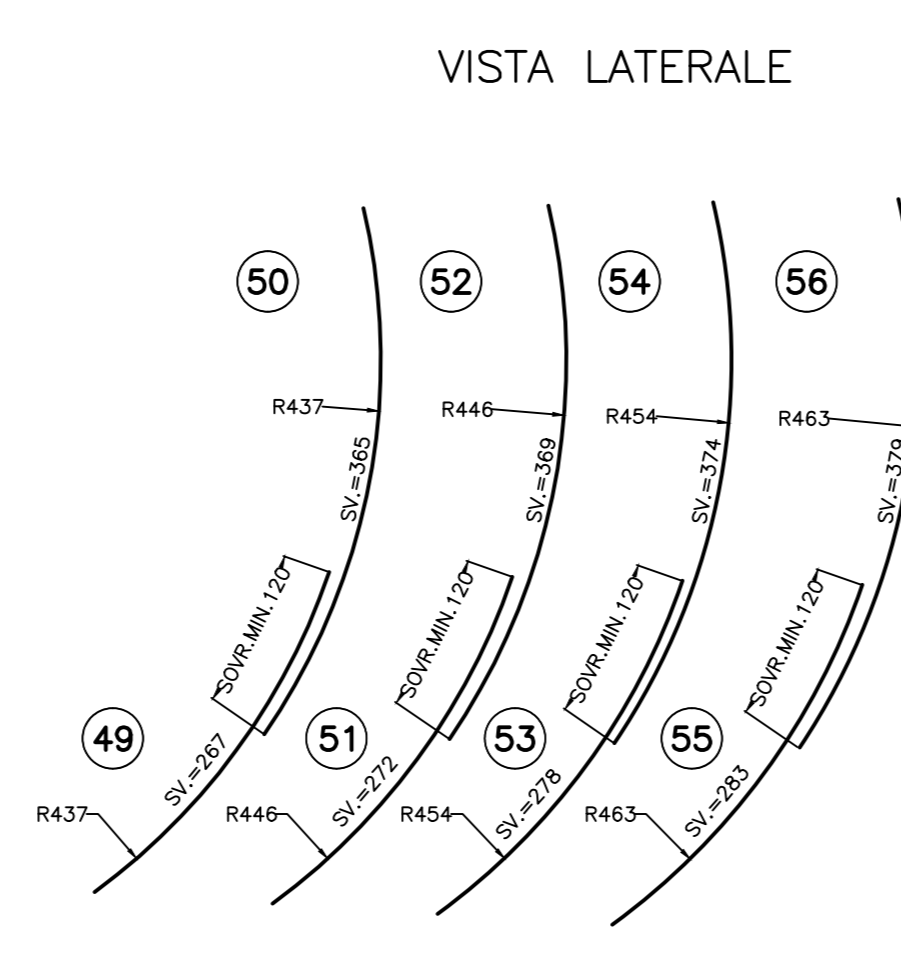 VISTA LATERALE
50
52
54
56
R437
R446
R454
R463
SV.=365
SV.=369
SV.=374
SV.=379
SOVR.MIN.120
SOVR.MIN.120
SOVR.MIN.120
SOVR.MIN.120
49
51
53
55
SV.=267
SV.=272
SV.=278
SV.=283
R437
R446
R454
R463